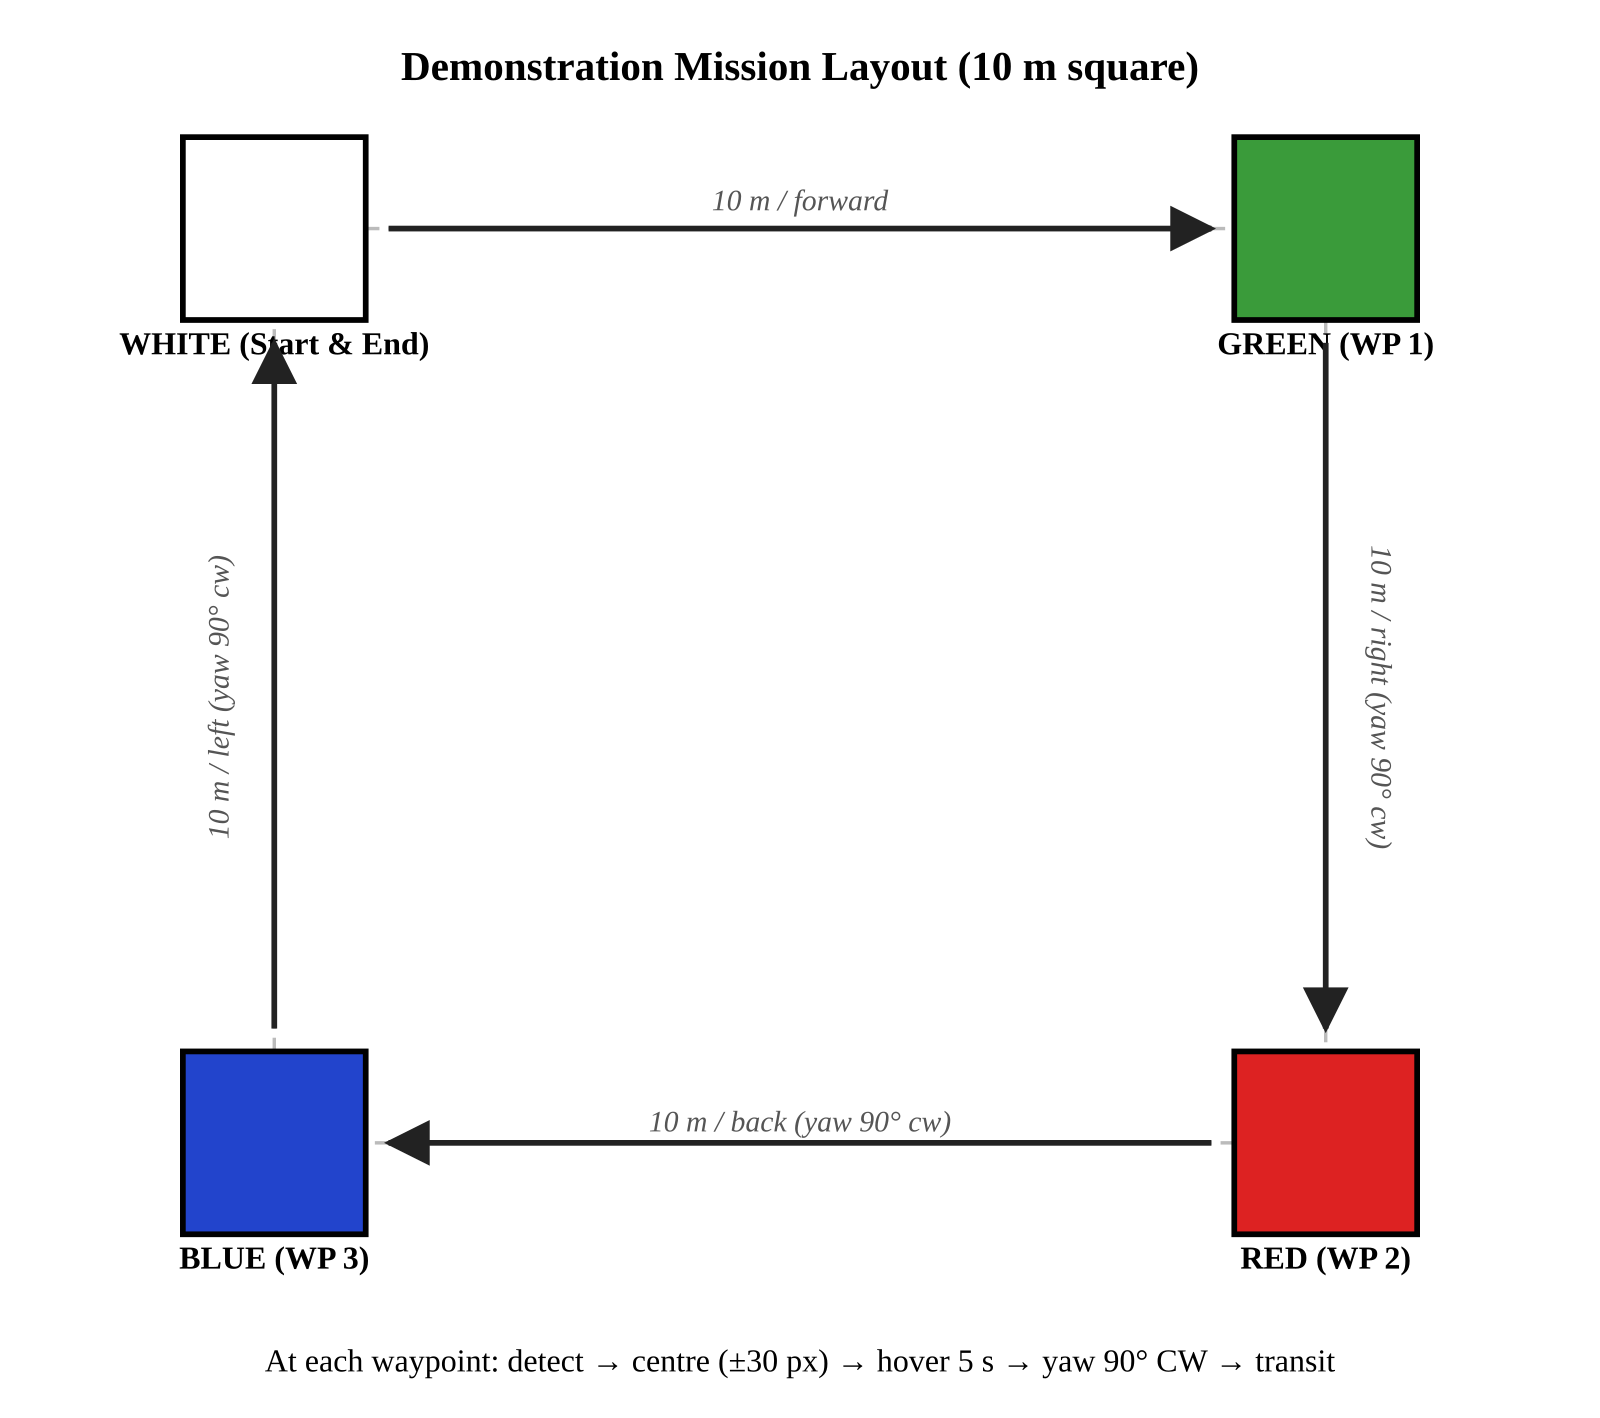 Demonstration Mission Layout (10 m square)
10 m / forward
WHITE (Start & End)
GREEN (WP 1)
10 m / left (yaw 90° cw)
10 m / right (yaw 90° cw)
10 m / back (yaw 90° cw)
BLUE (WP 3)
RED (WP 2)
At each waypoint: detect → centre (±30 px) → hover 5 s → yaw 90° CW → transit